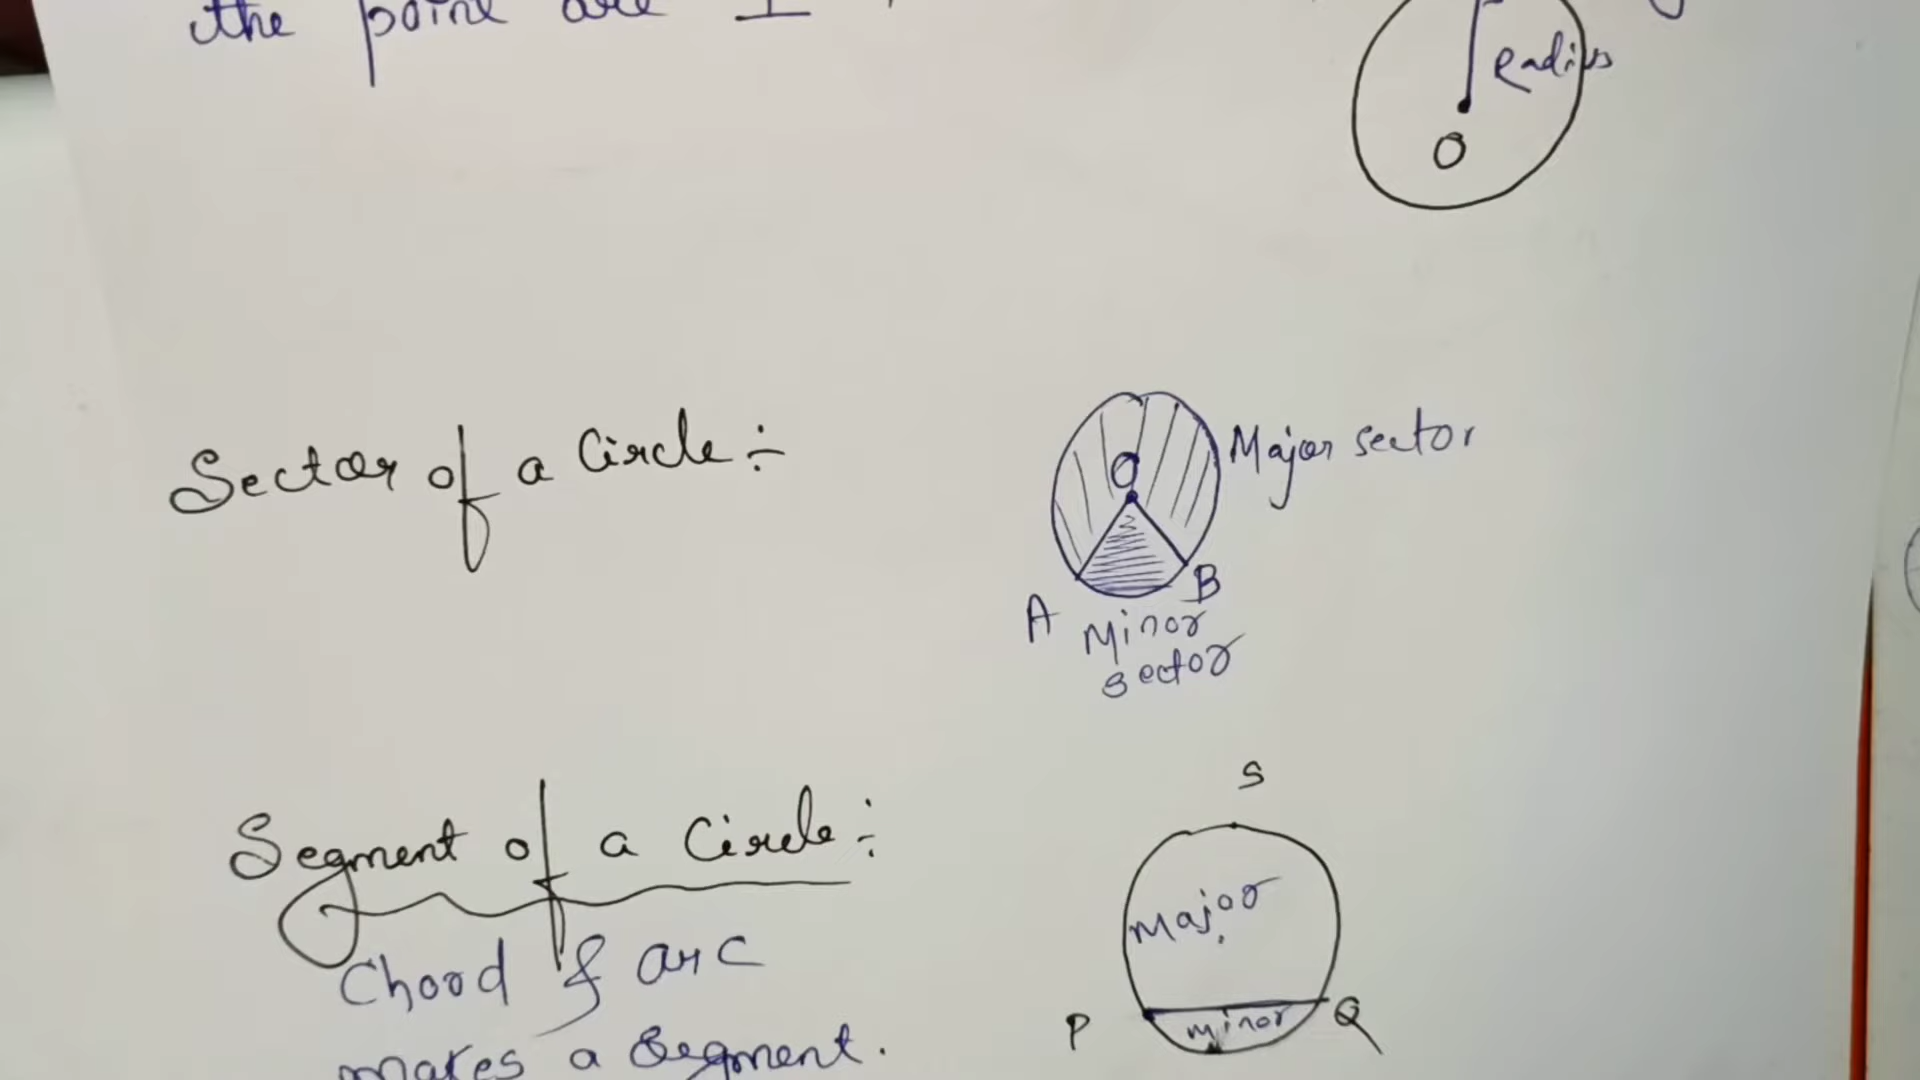 the point are
Radius
O
Sector of a Circle :-
O
Major sector
A
B
Minor
sector
Segment of a Circle :-
Chord & arc
makes a segment.
S
Major
P
minor
Q